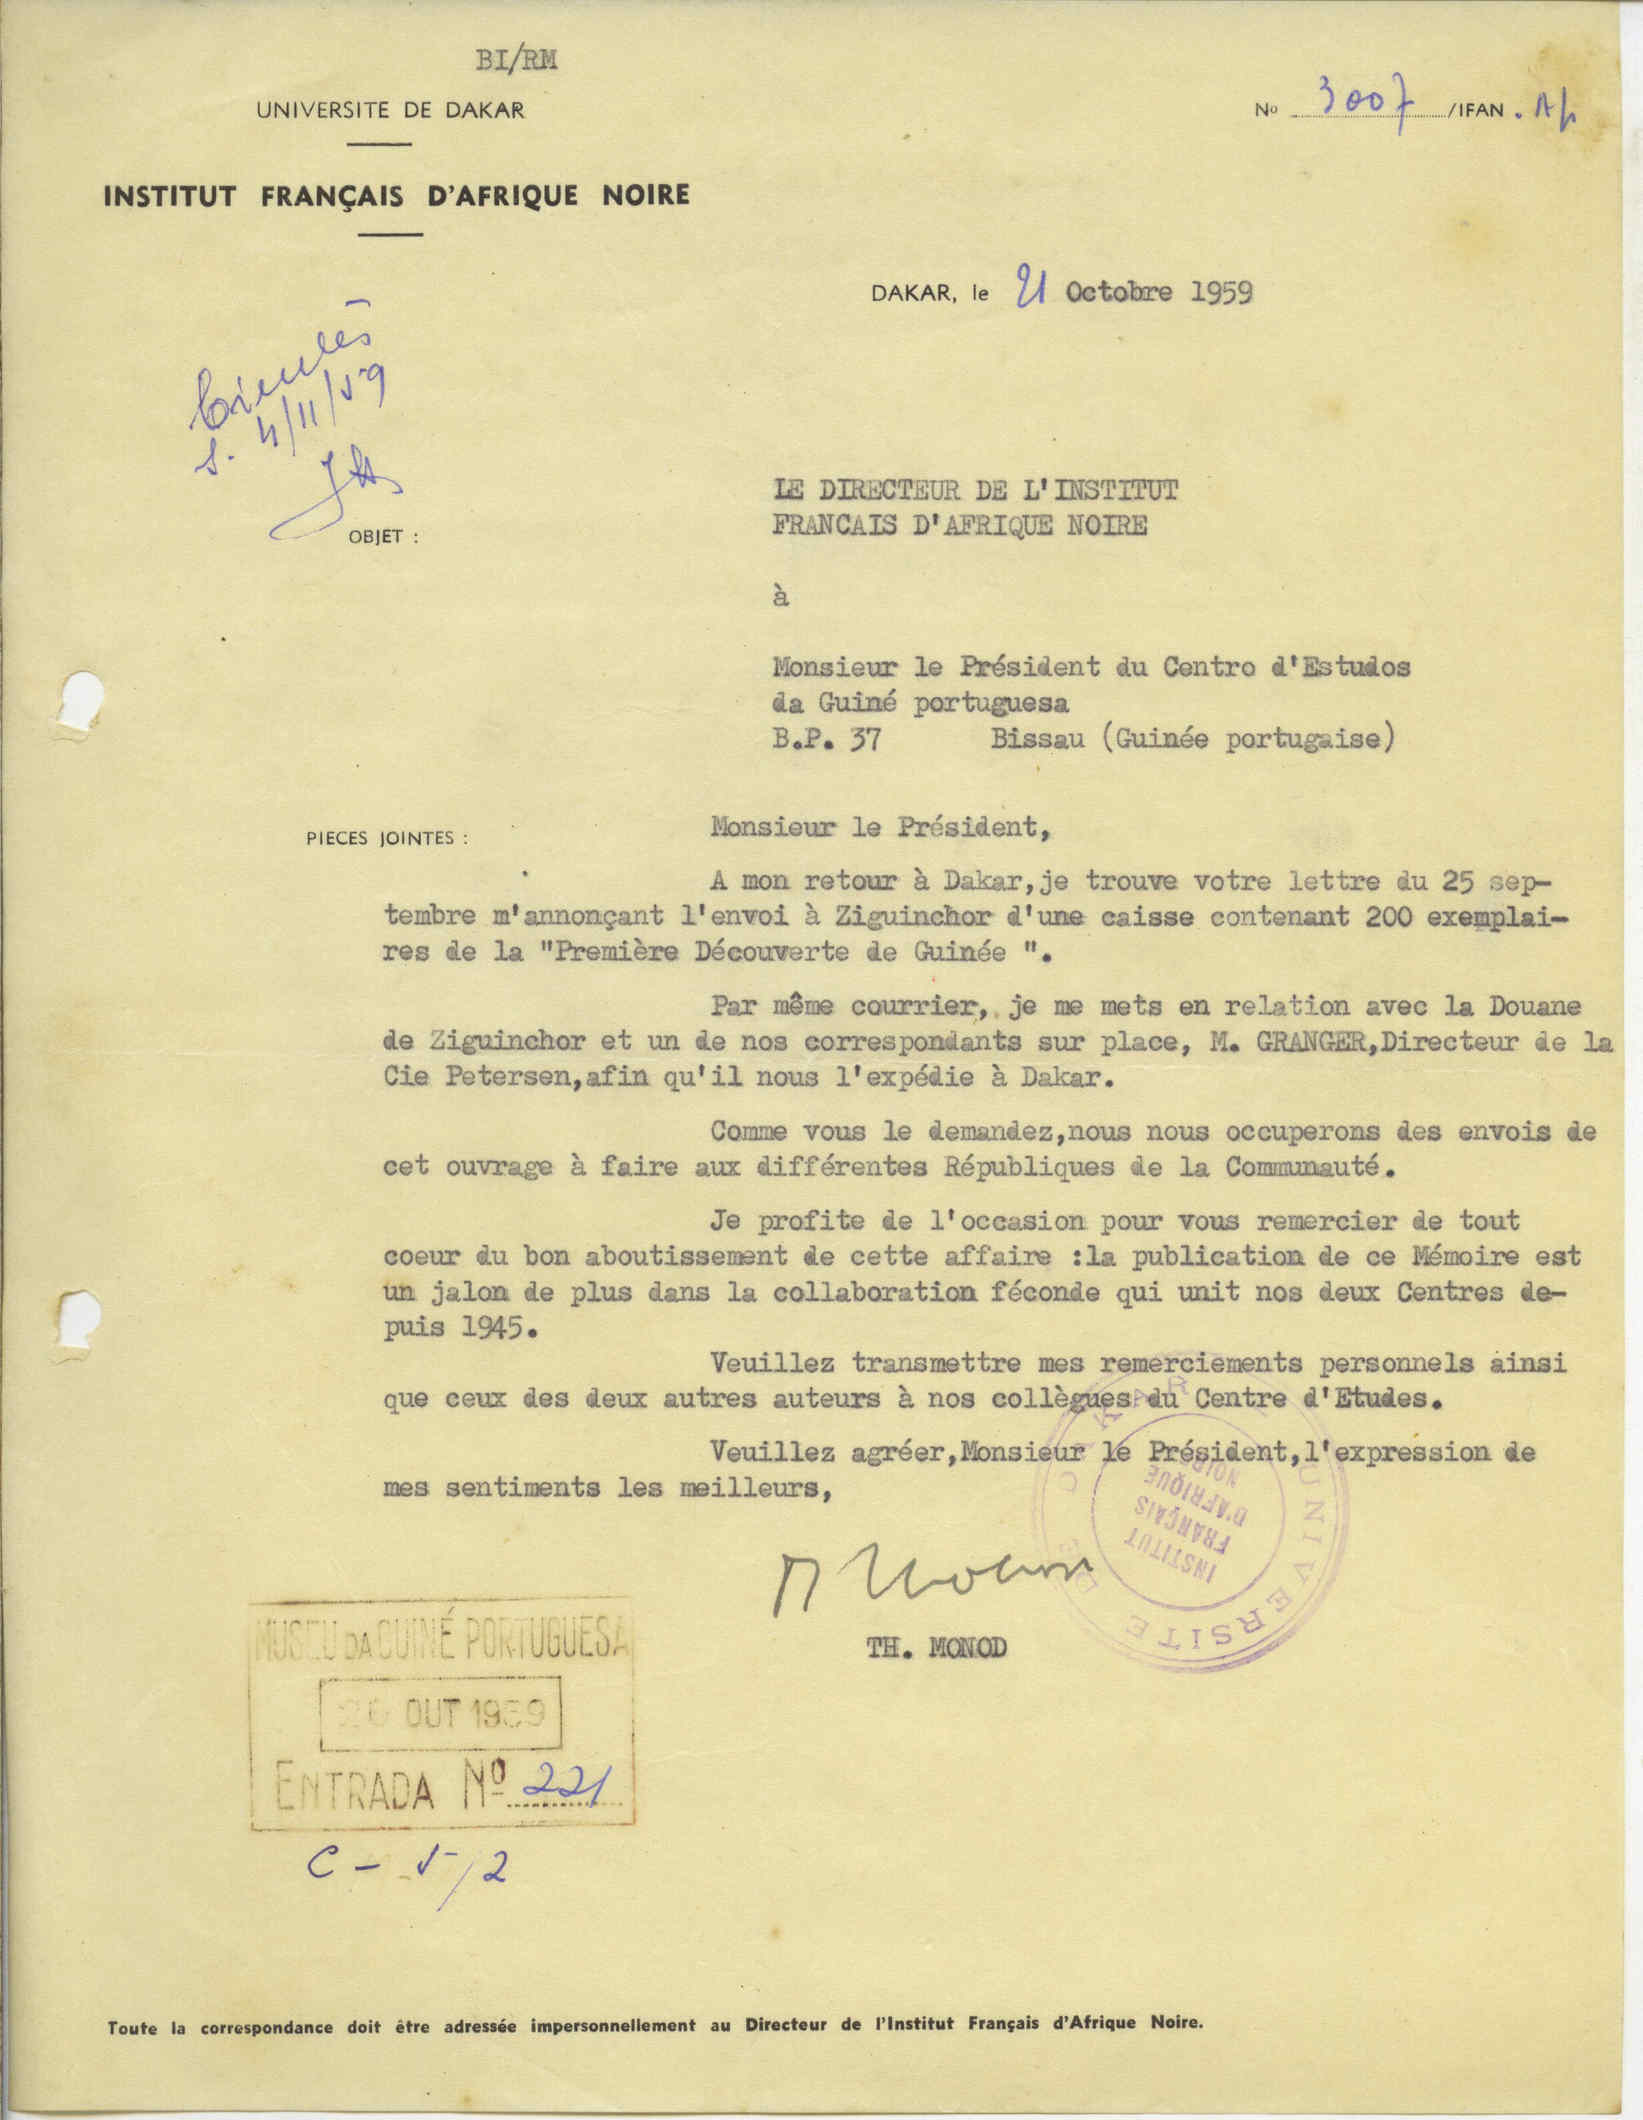 BI/RM
UNIVERSITE DE DAKAR
No 3007 /IFAN.
INSTITUT FRANÇAIS D'AFRIQUE NOIRE
DAKAR, le 21 Octobre 1959
4/11/59
LE DIRECTEUR DE L'INSTITUT
FRANCAIS D'AFRIQUE NOIRE
OBJET :
à
Monsieur le Président du Centro d'Estudos
da Guiné portuguesa
B.P. 37 Bissau (Guinée portugaise)
PIECES JOINTES :
Monsieur le Président,
A mon retour à Dakar,je trouve votre lettre du 25 sep-
tembre m'annonçant l'envoi à Ziguinchor d'une caisse contenant 200 exemplai-
res de la "Première Découverte de Guinée ".
Par même courrier, je me mets en relation avec la Douane
de Ziguinchor et un de nos correspondants sur place, M. GRANGER,Directeur de la
Cie Petersen,afin qu'il nous l'expédie à Dakar.
Comme vous le demandez,nous nous occuperons des envois de
cet ouvrage à faire aux différentes Républiques de la Communauté.
Je profite de l'occasion pour vous remercier de tout
coeur du bon aboutissement de cette affaire :la publication de ce Mémoire est
un jalon de plus dans la collaboration féconde qui unit nos deux Centres de-
puis 1945.
Veuillez transmettre mes remerciements personnels ainsi
que ceux des deux autres auteurs à nos collègues du Centre d'Etudes.
Veuillez agréer,Monsieur le Président,l'expression de
mes sentiments les meilleurs,
UNIVERSITE DE DAKAR
INSTITUT
FRANÇAIS
D'AFRIQUE
NOIRE
TH. MONOD
MUSEU DA GUINÉ PORTUGUESA
OUT 1959
ENTRADA Nº 221
C - 5/2
Toute la correspondance doit être adressée impersonnellement au Directeur de l'Institut Français d'Afrique Noire.